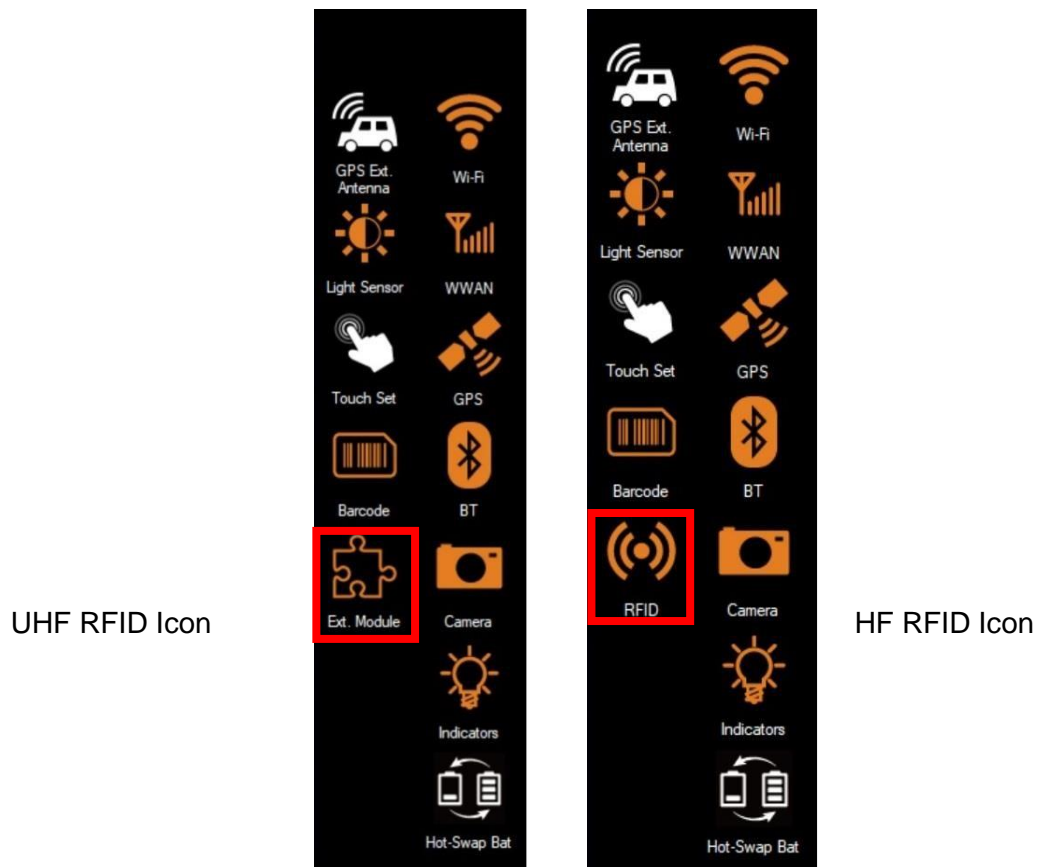 UHF RFID Icon
GPS Ext.
Antenna
Wi-Fi
Light Sensor
WWAN
Touch Set
GPS
Barcode
BT
Ext. Module
Camera
Indicators
Hot-Swap Bat
GPS Ext.
Antenna
Wi-Fi
Light Sensor
WWAN
Touch Set
GPS
Barcode
BT
RFID
Camera
Indicators
Hot-Swap Bat
HF RFID Icon